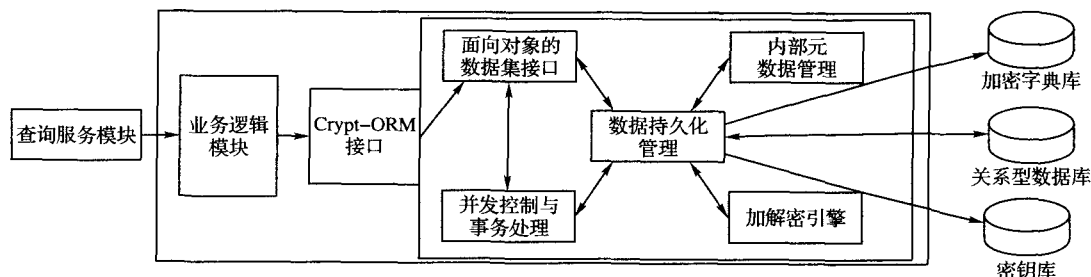 查询服务模块
业务逻辑
模块
Crypt-ORM
接口
面向对象的
数据集接口
并发控制与
事务处理
数据持久化
管理
内部元
数据管理
加解密引擎
加密字典库
关系型数据库
密钥库